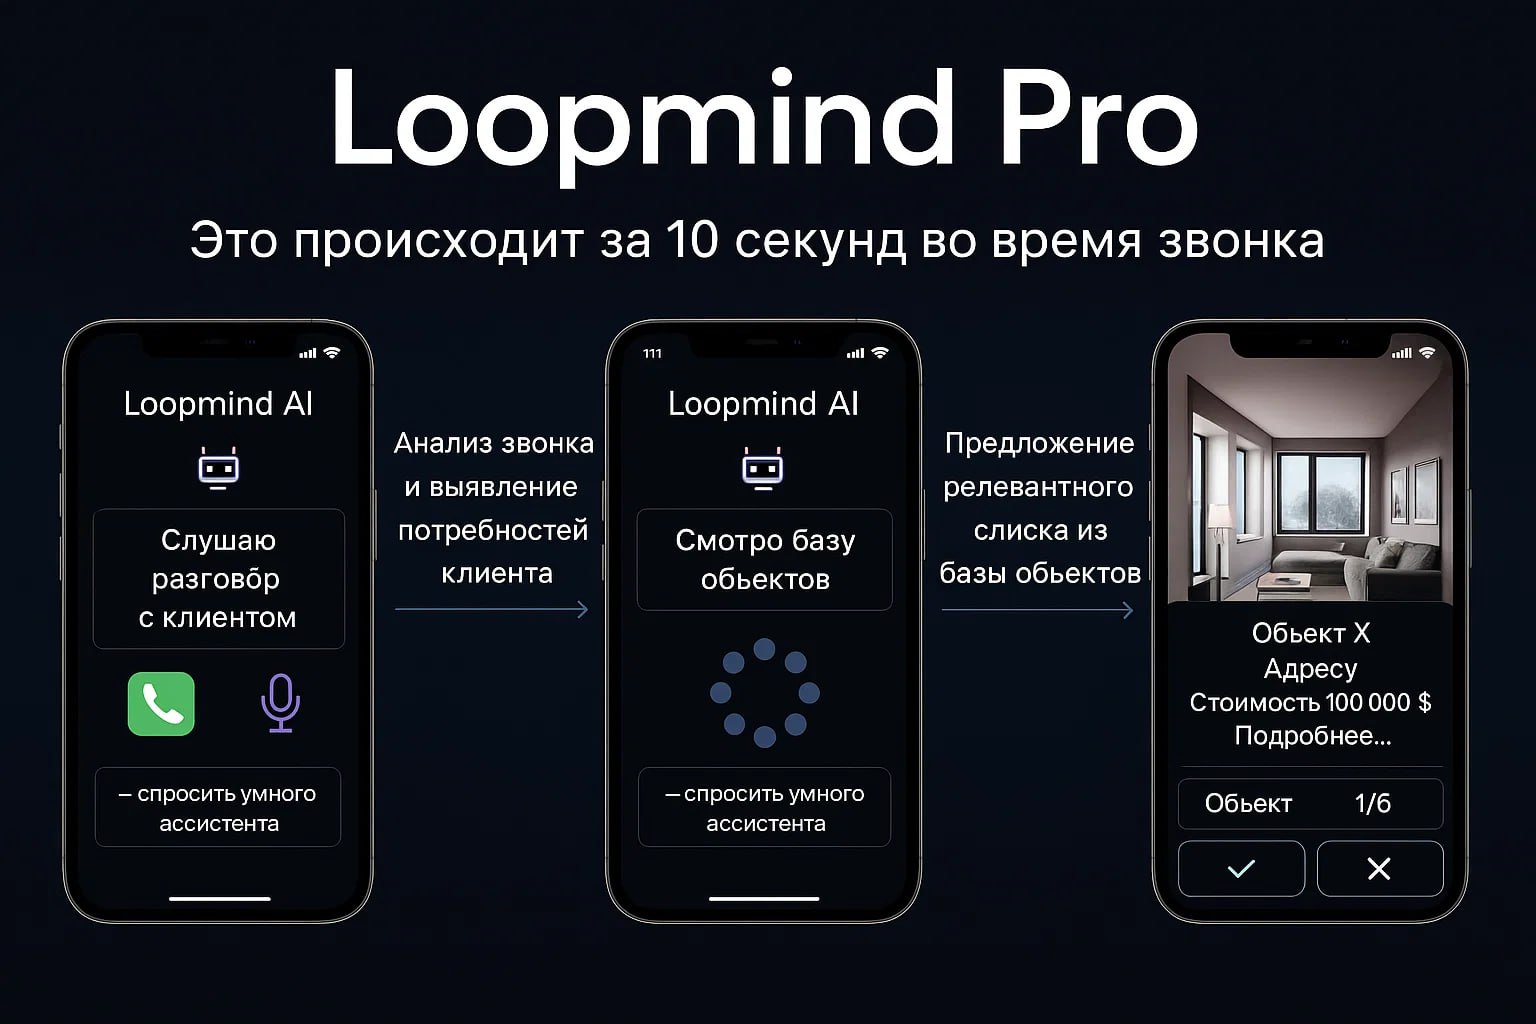 Loopmind Pro
Это происходит за 10 секунд во время звонка
Loopmind AI
Слушаю
разгово̄р
с клиентом
– спросить умного
ассистента
Анализ звонка
и выявление
потребностей
клиента
111
Loopmind AI
Смотро базу
обьектов
– спросить умного
ассистента
Предложение
релевантного
слиска из
базы обьектов
Обьект X
Адресу
Стоимость 100 000 $
Подробнее...
Обьект 1/6